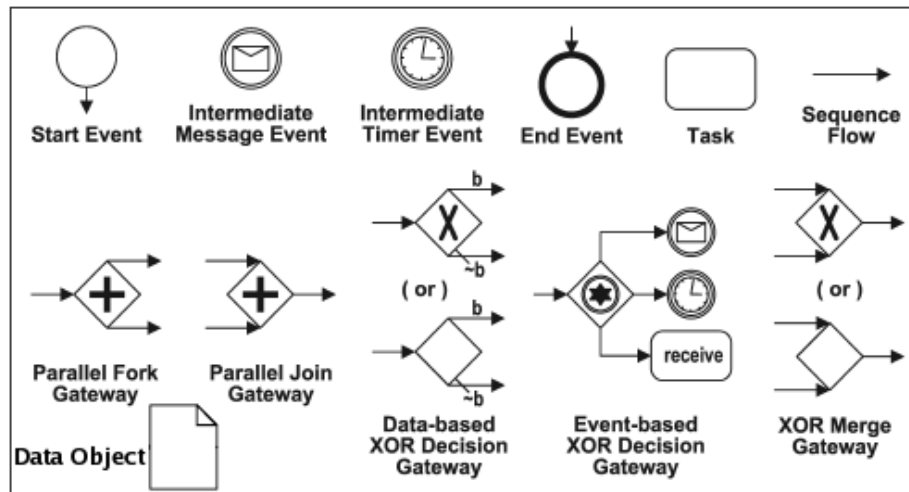 Start Event
Intermediate
Message Event
Intermediate
Timer Event
End Event
Task
Sequence
Flow
Parallel Fork
Gateway
Parallel Join
Gateway
b
X
~b
( or )
b
~b
Data-based
XOR Decision
Gateway
receive
Event-based
XOR Decision
Gateway
X
( or )
XOR Merge
Gateway
Data Object